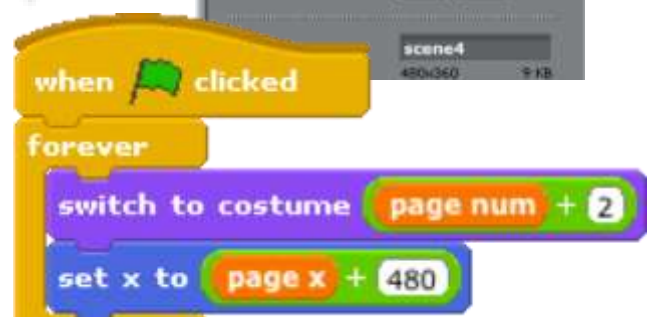 scene4
480x360 9 KB
when clicked
forever
switch to costume page num + 2
set x to page x + 480